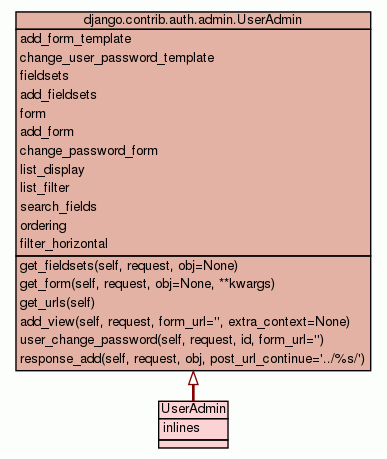 django.contrib.auth.admin.UserAdmin
add_form_template
change_user_password_template
fieldsets
add_fieldsets
form
add_form
change_password_form
list_display
list_filter
search_fields
ordering
filter_horizontal
get_fieldsets(self, request, obj=None)
get_form(self, request, obj=None, **kwargs)
get_urls(self)
add_view(self, request, form_url='', extra_context=None)
user_change_password(self, request, id, form_url='')
response_add(self, request, obj, post_url_continue='../%s/')
UserAdmin
inlines